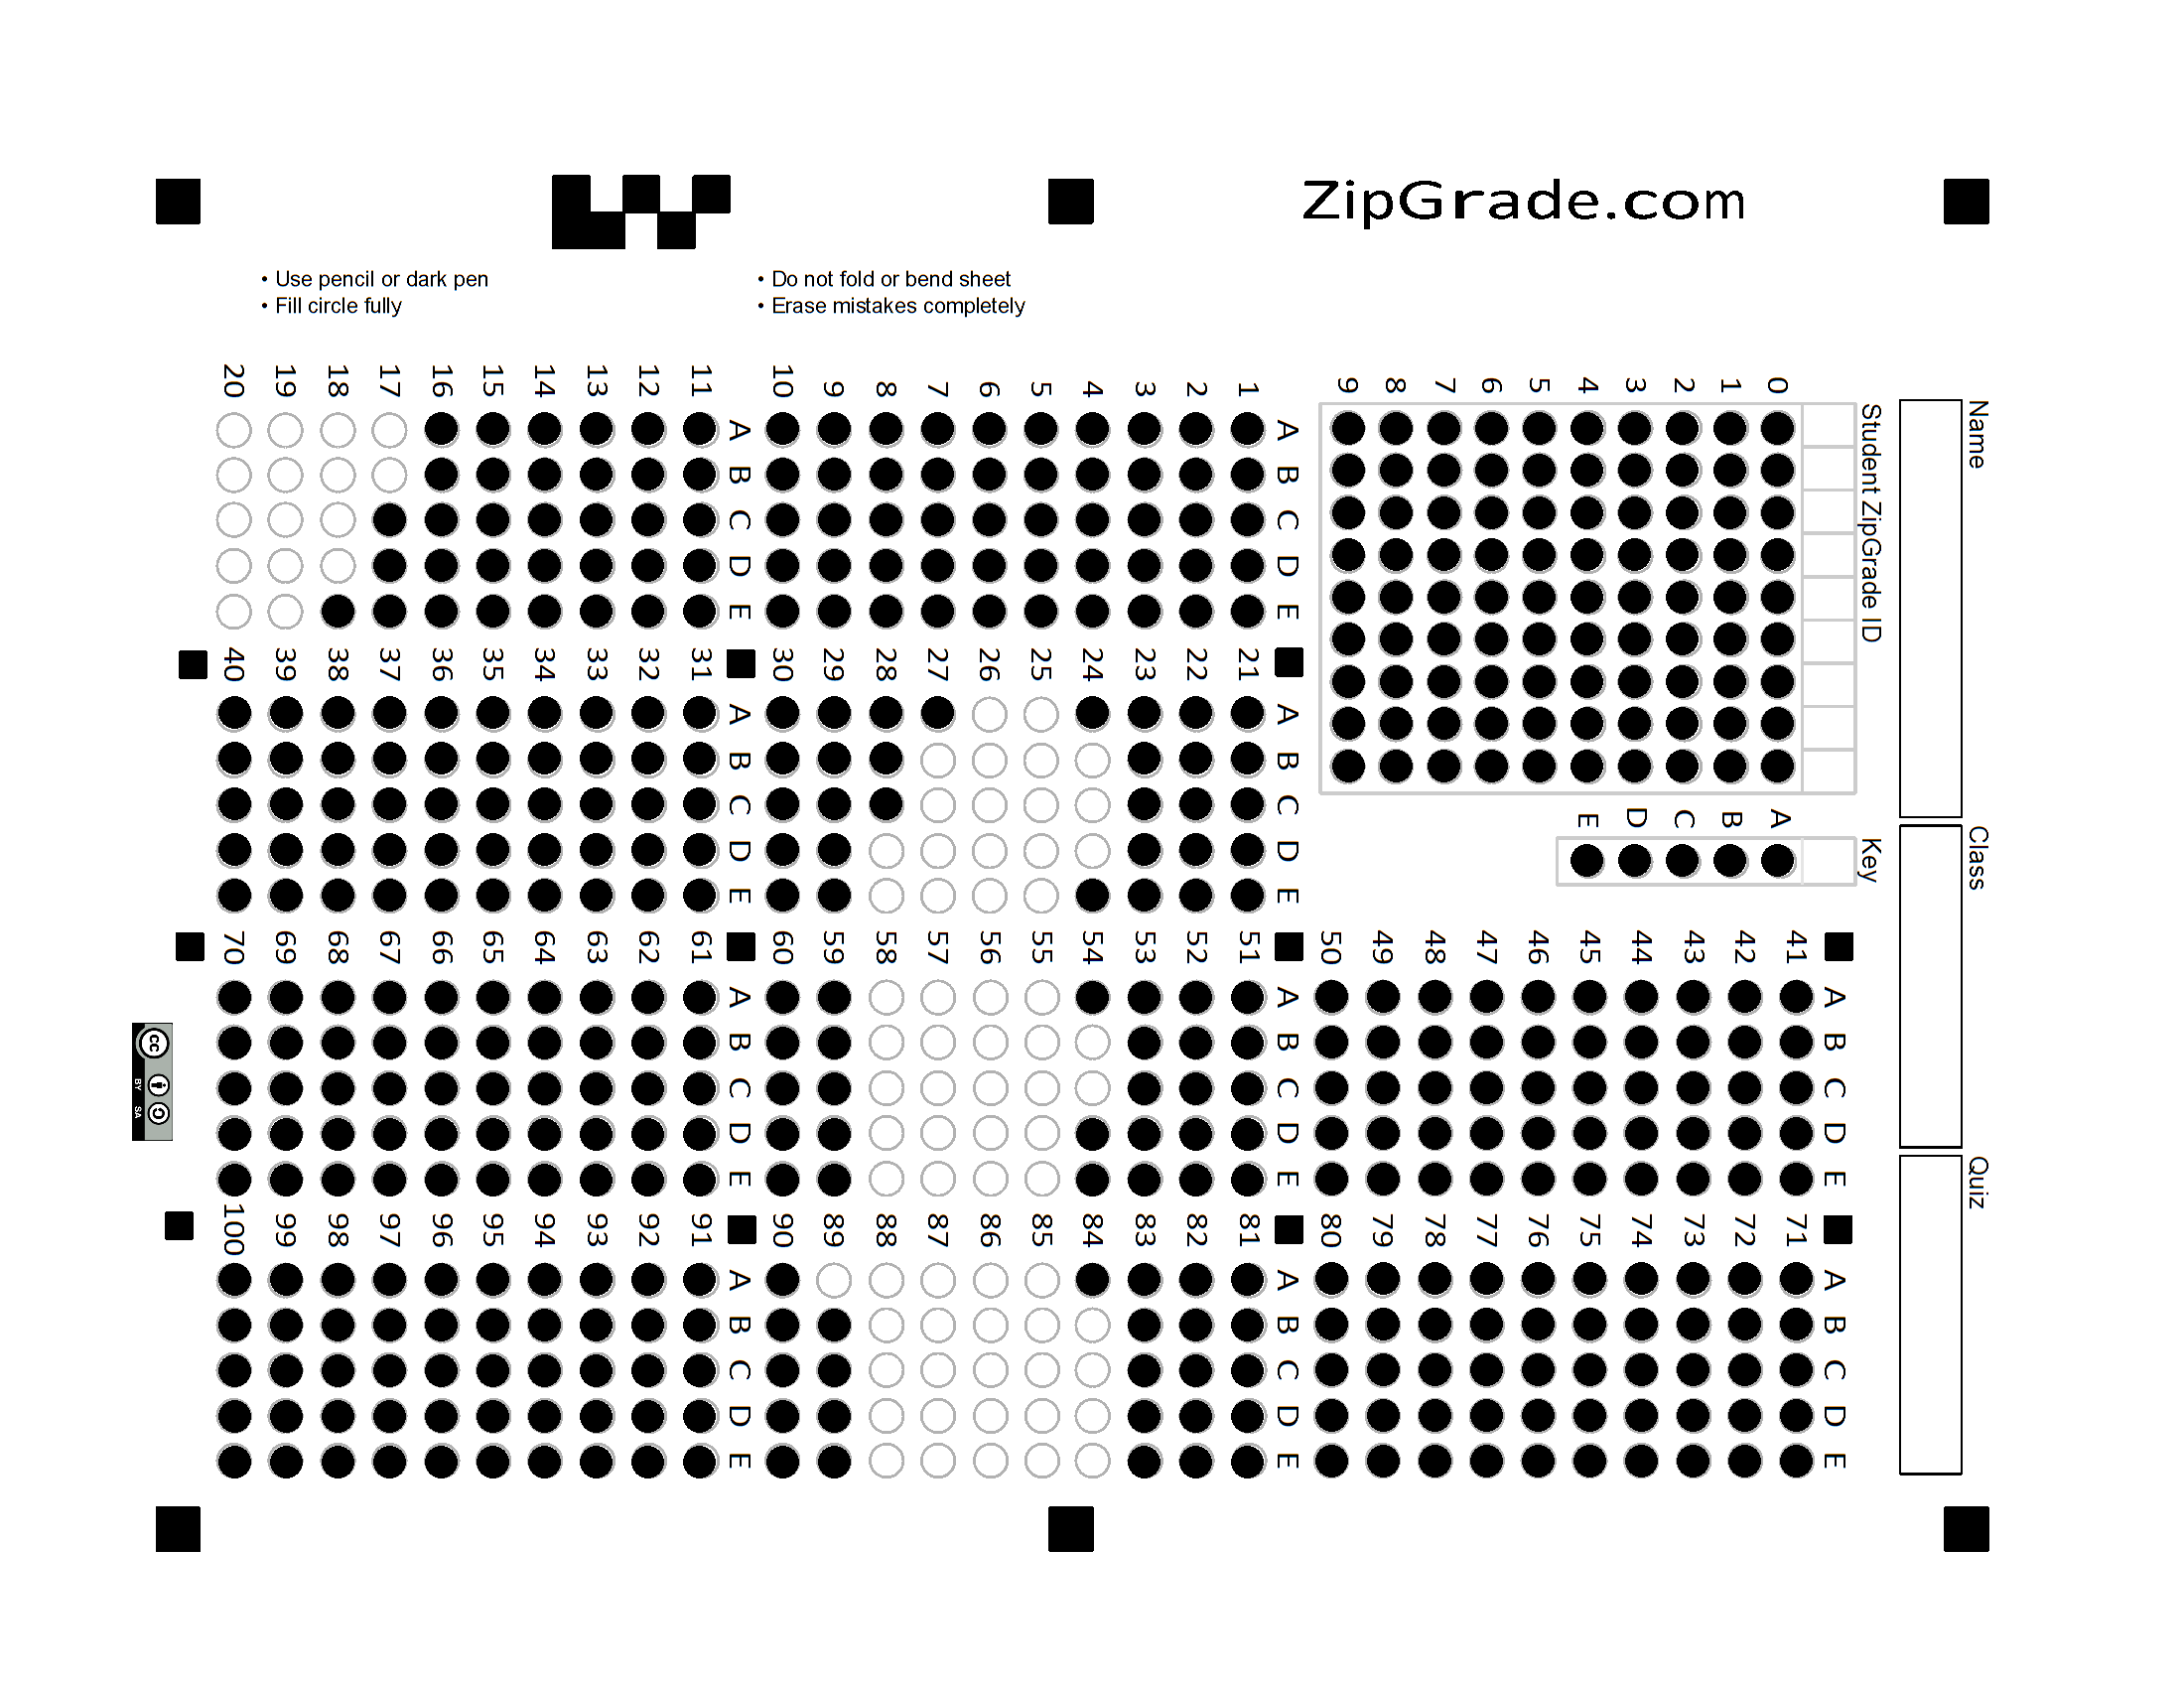 ZipGrade.com
• Use pencil or dark pen
• Fill circle fully
• Do not fold or bend sheet
• Erase mistakes completely
Name
Class
Quiz
Student ZipGrade ID
0 1 2 3 4 5 6 7 8 9
Key
A B C D E
A B C D E
1 2 3 4 5 6 7 8 9 10
A B C D E
11 12 13 14 15 16 17 18 19 20
A B C D E
21 22 23 24 25 26 27 28 29 30
A B C D E
31 32 33 34 35 36 37 38 39 40
A B C D E
41 42 43 44 45 46 47 48 49 50
A B C D E
51 52 53 54 55 56 57 58 59 60
A B C D E
61 62 63 64 65 66 67 68 69 70
A B C D E
71 72 73 74 75 76 77 78 79 80
A B C D E
81 82 83 84 85 86 87 88 89 90
A B C D E
91 92 93 94 95 96 97 98 99 100
cc
BY SA